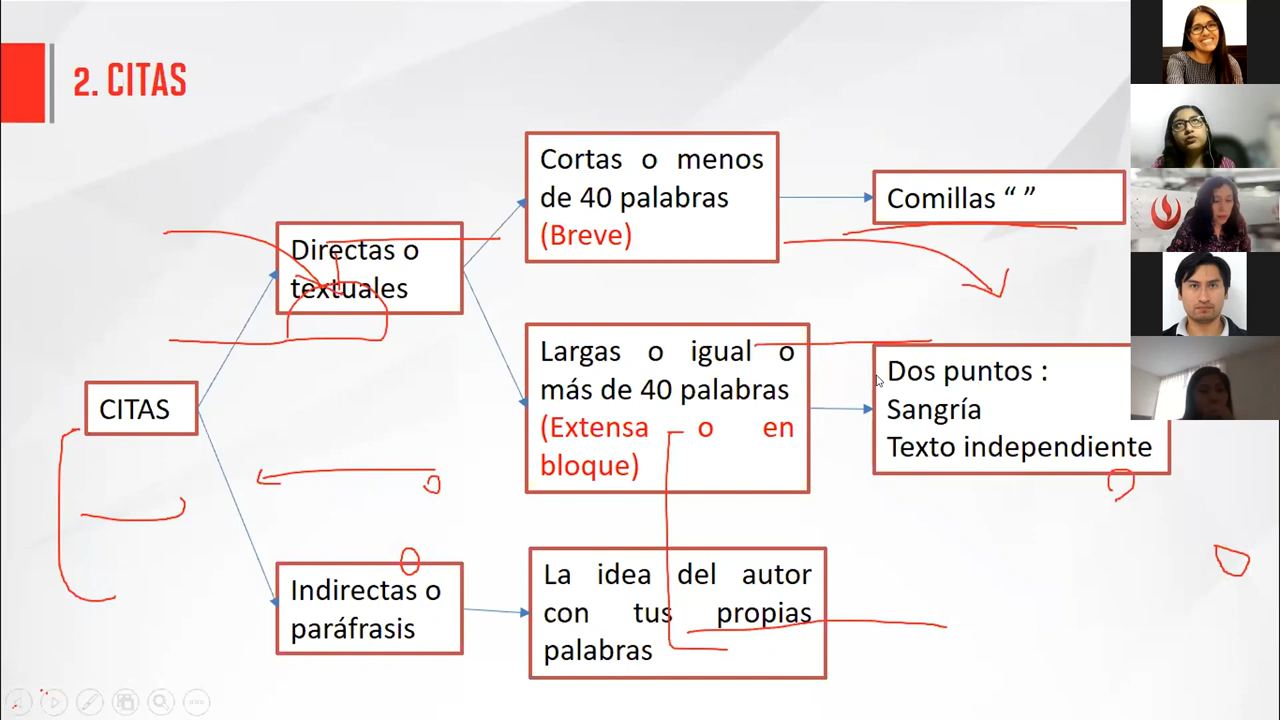 2. CITAS
Cortas o menos
de 40 palabras
(Breve)
Comillas “ ”
Directas o
textuales
Largas o igual o
más de 40 palabras
(Extensa o en
bloque)
Dos puntos :
Sangría
Texto independiente
CITAS
Indirectas o
paráfrasis
La idea del autor
con tus propias
palabras